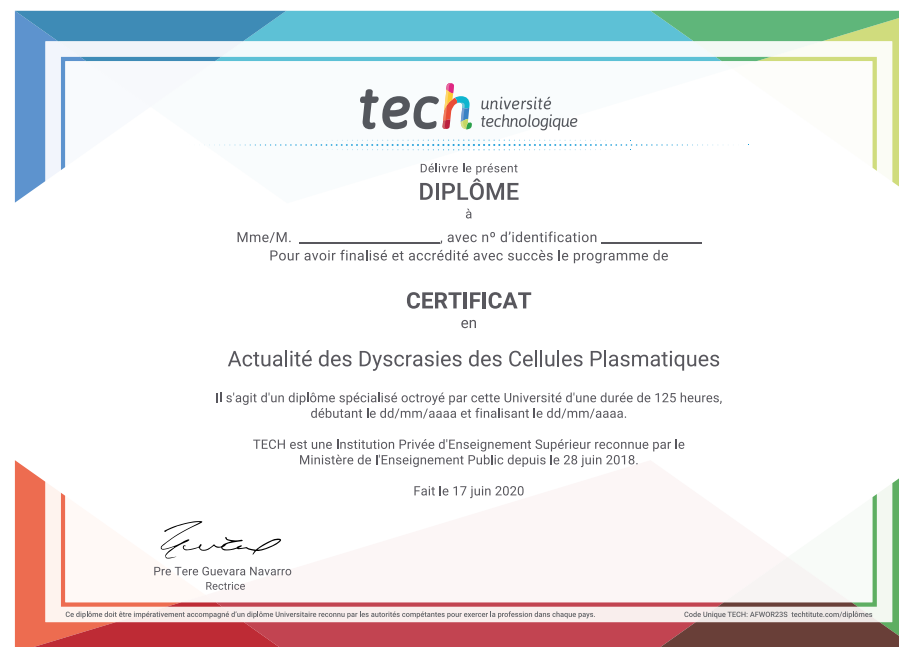 tech université
technologique
Délivre le présent
DIPLÔME
à
Mme/M. , avec nº d'identification
Pour avoir finalisé et accrédité avec succès le programme de
CERTIFICAT
en
Actualité des Dyscrasies des Cellules Plasmatiques
Il s'agit d'un diplôme spécialisé octroyé par cette Université d'une durée de 125 heures,
débutant le dd/mm/aaaa et finalisant le dd/mm/aaaa.
TECH est une Institution Privée d'Enseignement Supérieur reconnue par le
Ministère de l'Enseignement Public depuis le 28 juin 2018.
Fait le 17 juin 2020
Pre Tere Guevara Navarro
Rectrice
Ce diplôme doit être impérativement accompagné d'un diplôme Universitaire reconnu par les autorités compétantes pour exercer la profession dans chaque pays.
Code Unique TECH: AFWOR23S techtitute.com/diplômes